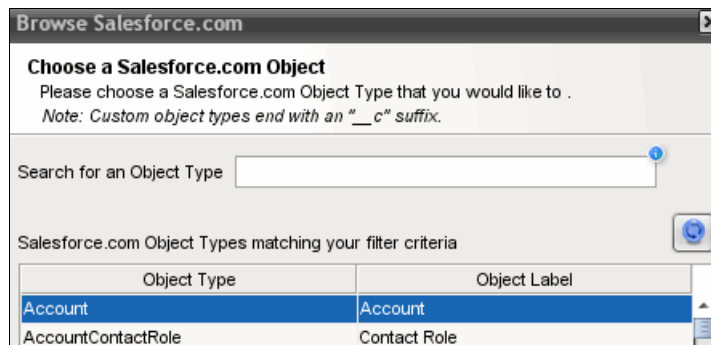 Browse Salesforce.com
Choose a Salesforce.com Object
Please choose a Salesforce.com Object Type that you would like to .
Note: Custom object types end with an "__c" suffix.
Search for an Object Type
Salesforce.com Object Types matching your filter criteria
Object Type Object Label
Account Account
AccountContactRole Contact Role